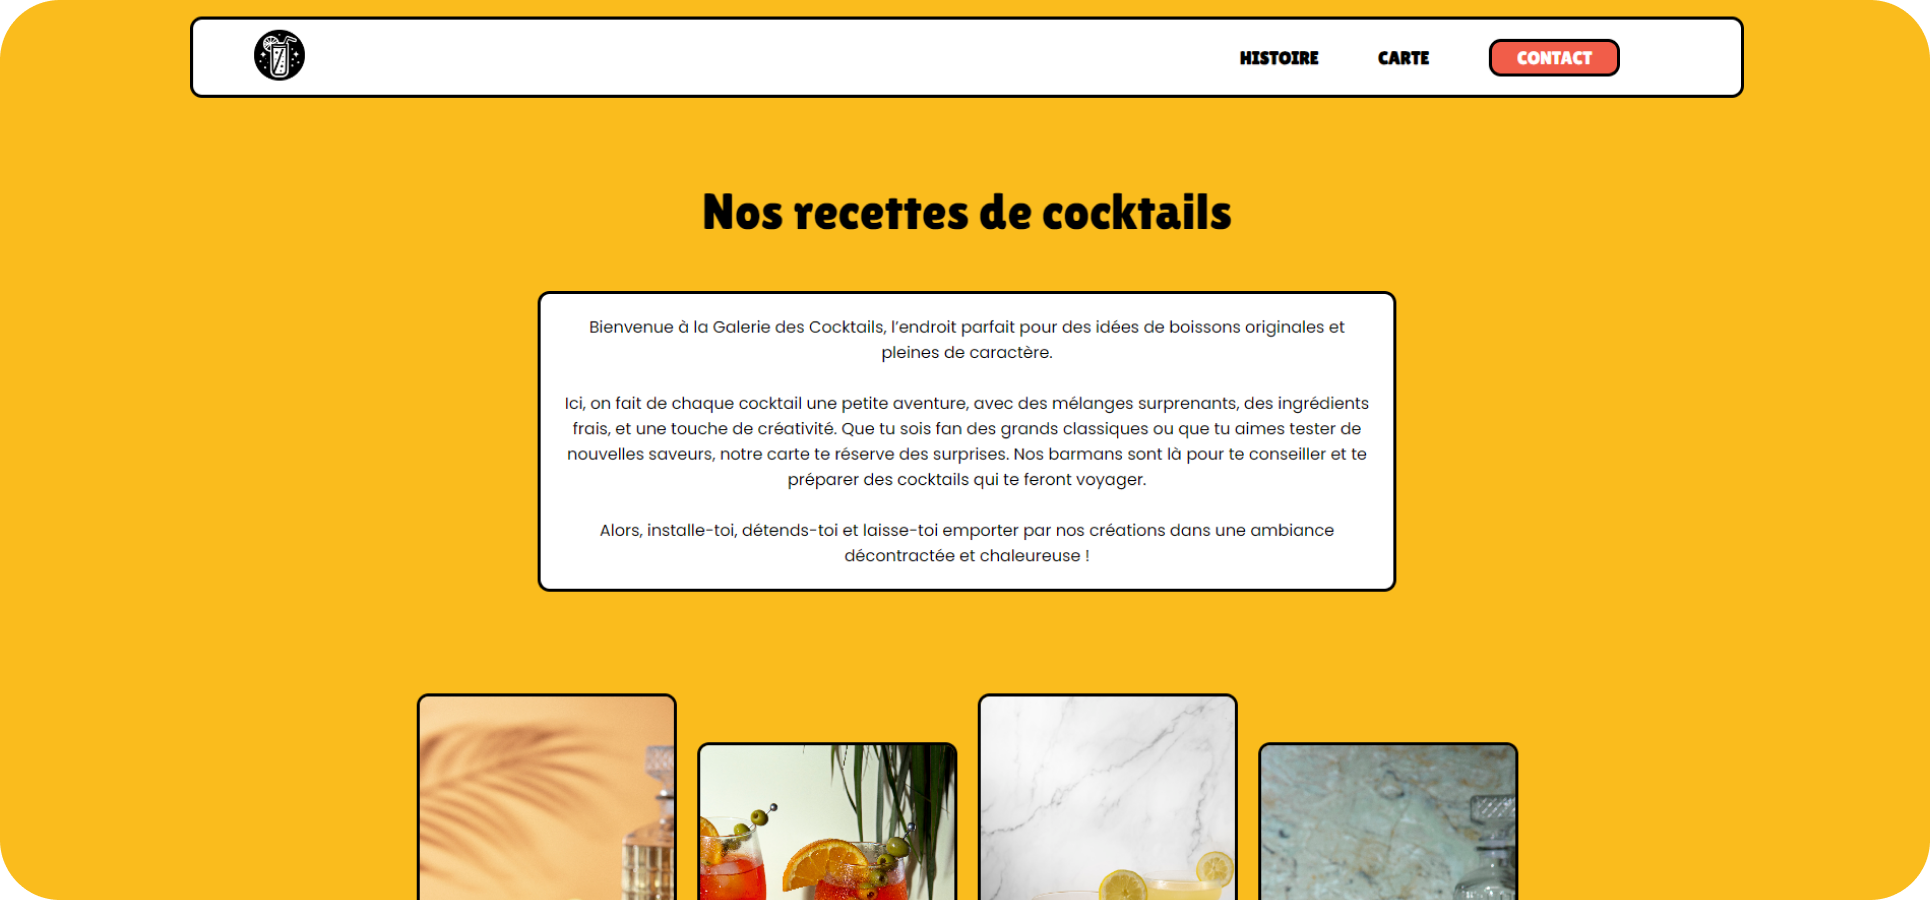 HISTOIRE CARTE CONTACT
Nos recettes de cocktails
Bienvenue à la Galerie des Cocktails, l’endroit parfait pour des idées de boissons originales et
pleines de caractère.
Ici, on fait de chaque cocktail une petite aventure, avec des mélanges surprenants, des ingrédients
frais, et une touche de créativité. Que tu sois fan des grands classiques ou que tu aimes tester de
nouvelles saveurs, notre carte te réserve des surprises. Nos barmans sont là pour te conseiller et te
préparer des cocktails qui te feront voyager.
Alors, installe-toi, détends-toi et laisse-toi emporter par nos créations dans une ambiance
décontractée et chaleureuse !